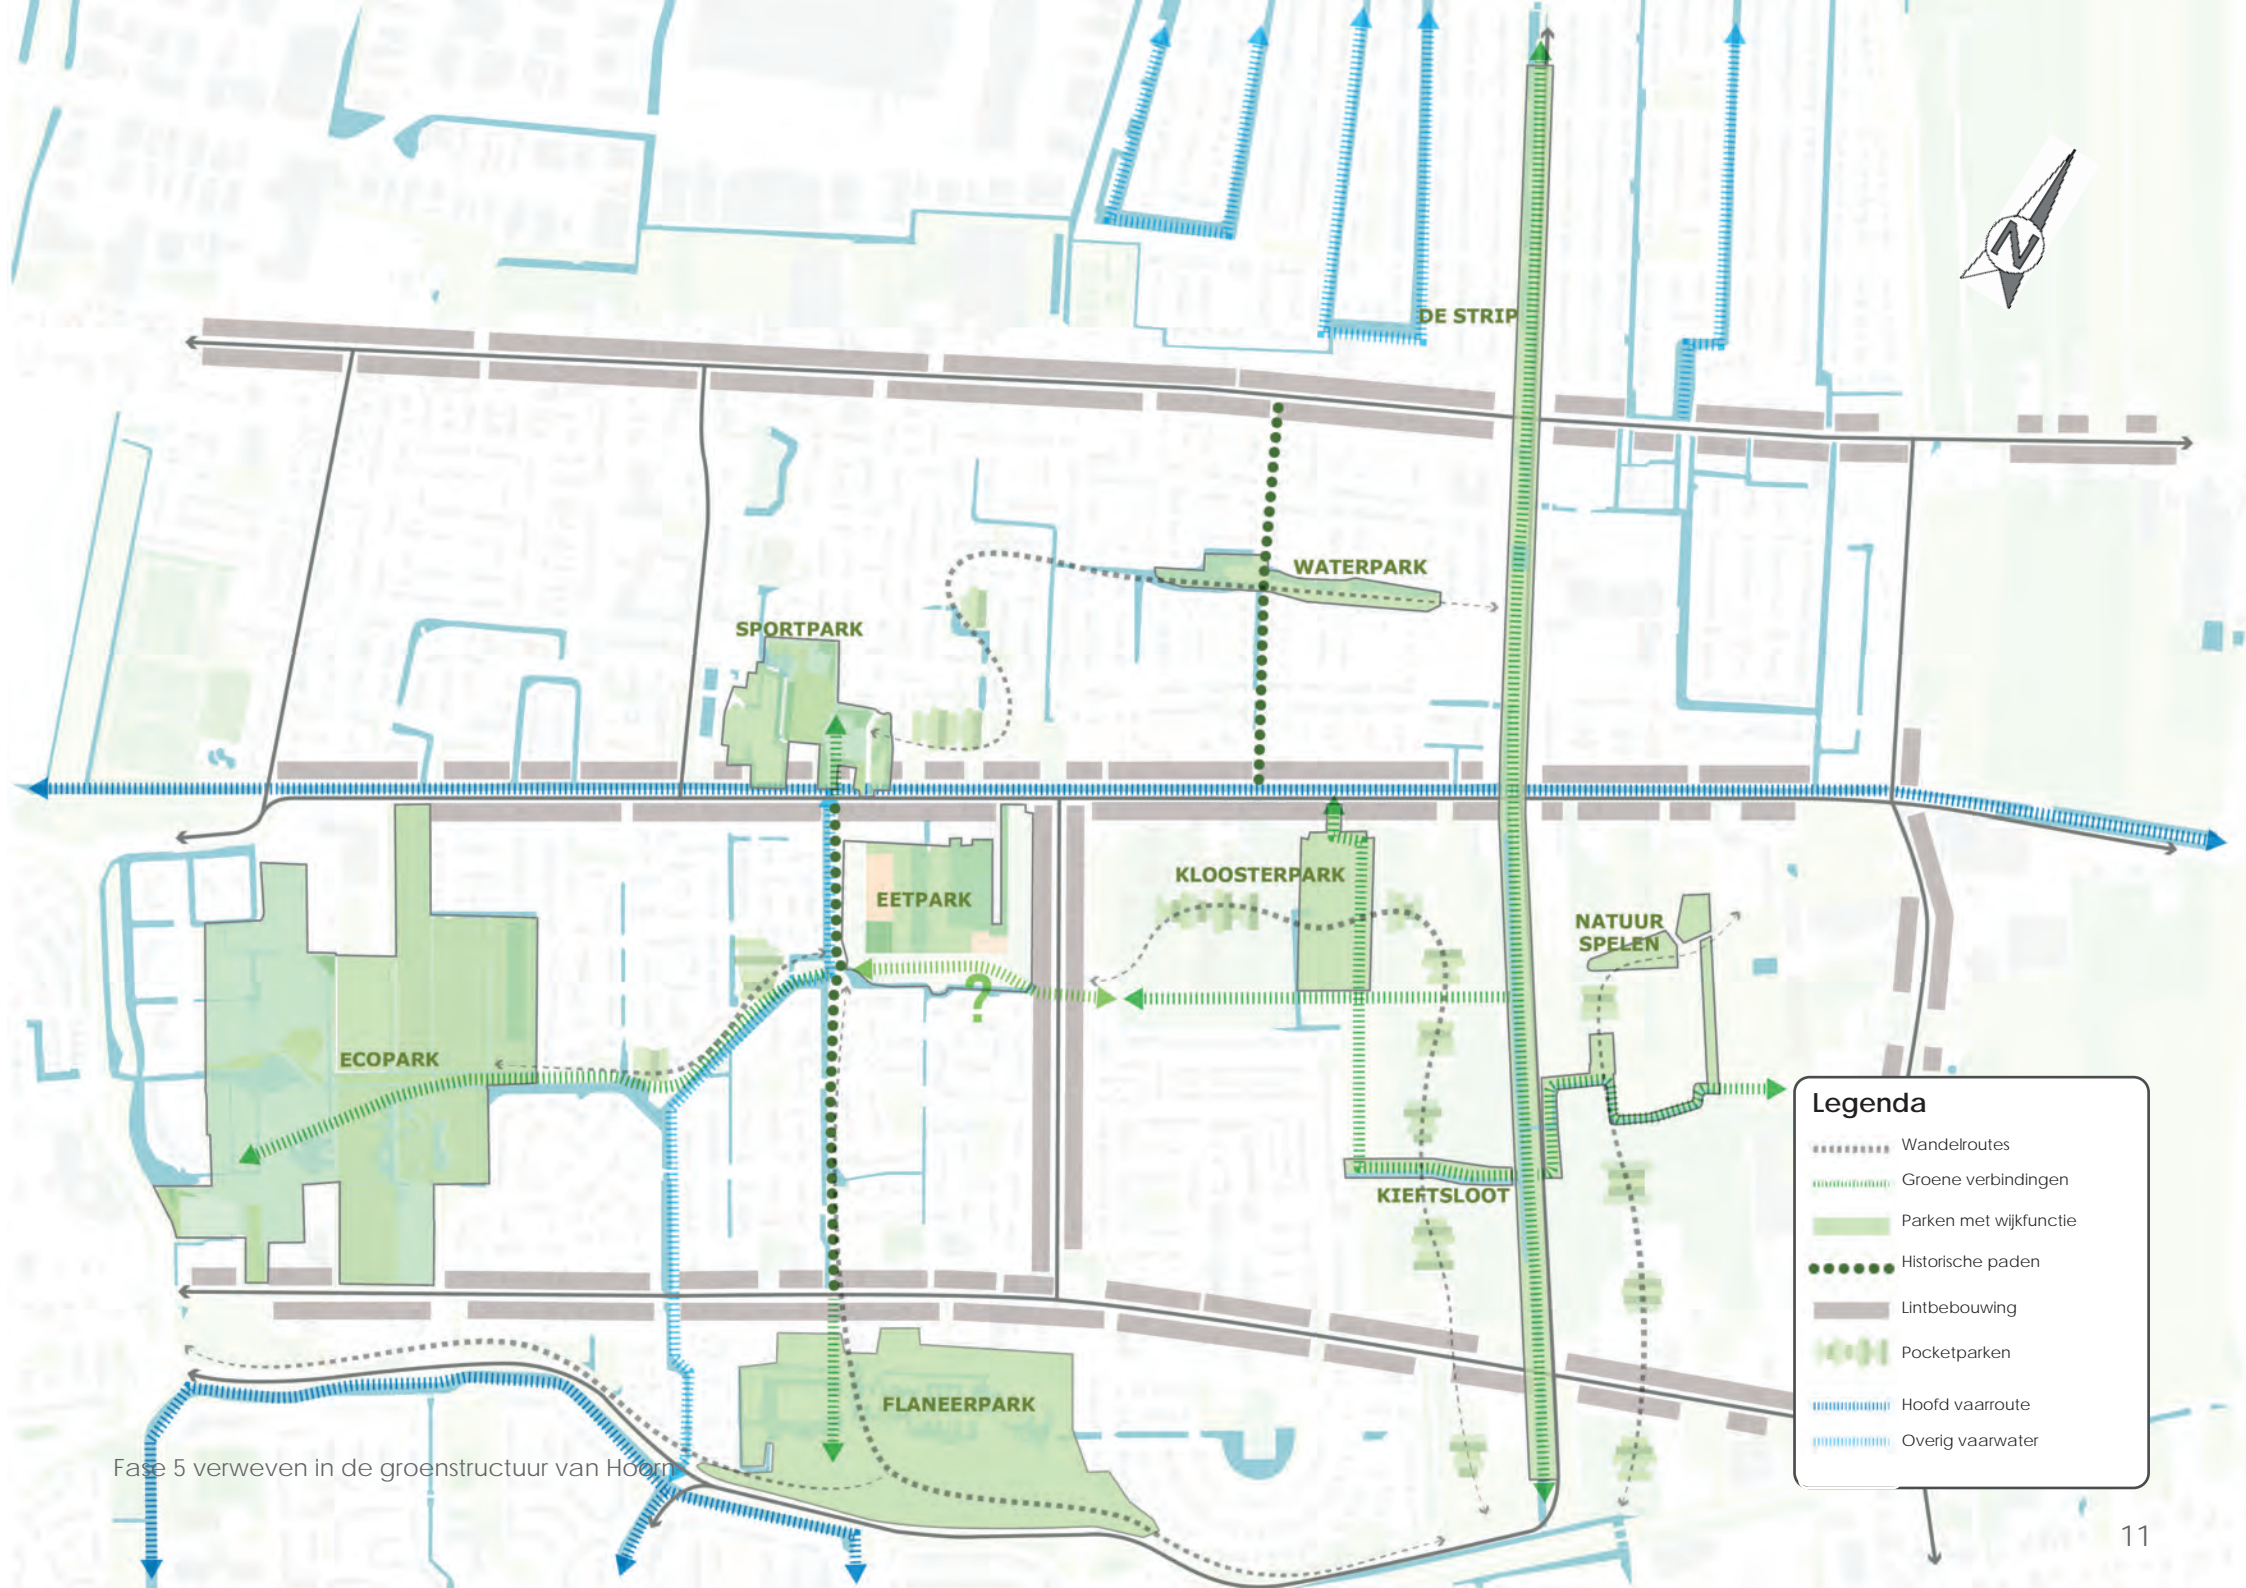 DE STRIP
N
WATERPARK
SPORTPARK
KLOOSTERPARK
EETPARK
NATUUR
SPELEN
?
ECOPARK
KIEFTSLOOT
FLANEERPARK
Legenda
Wandelroutes
Groene verbindingen
Parken met wijkfunctie
Historische paden
Lintbebouwing
Pocketparken
Hoofd vaarroute
Overig vaarwater
Fase 5 verweven in de groenstructuur van Hoorn
11